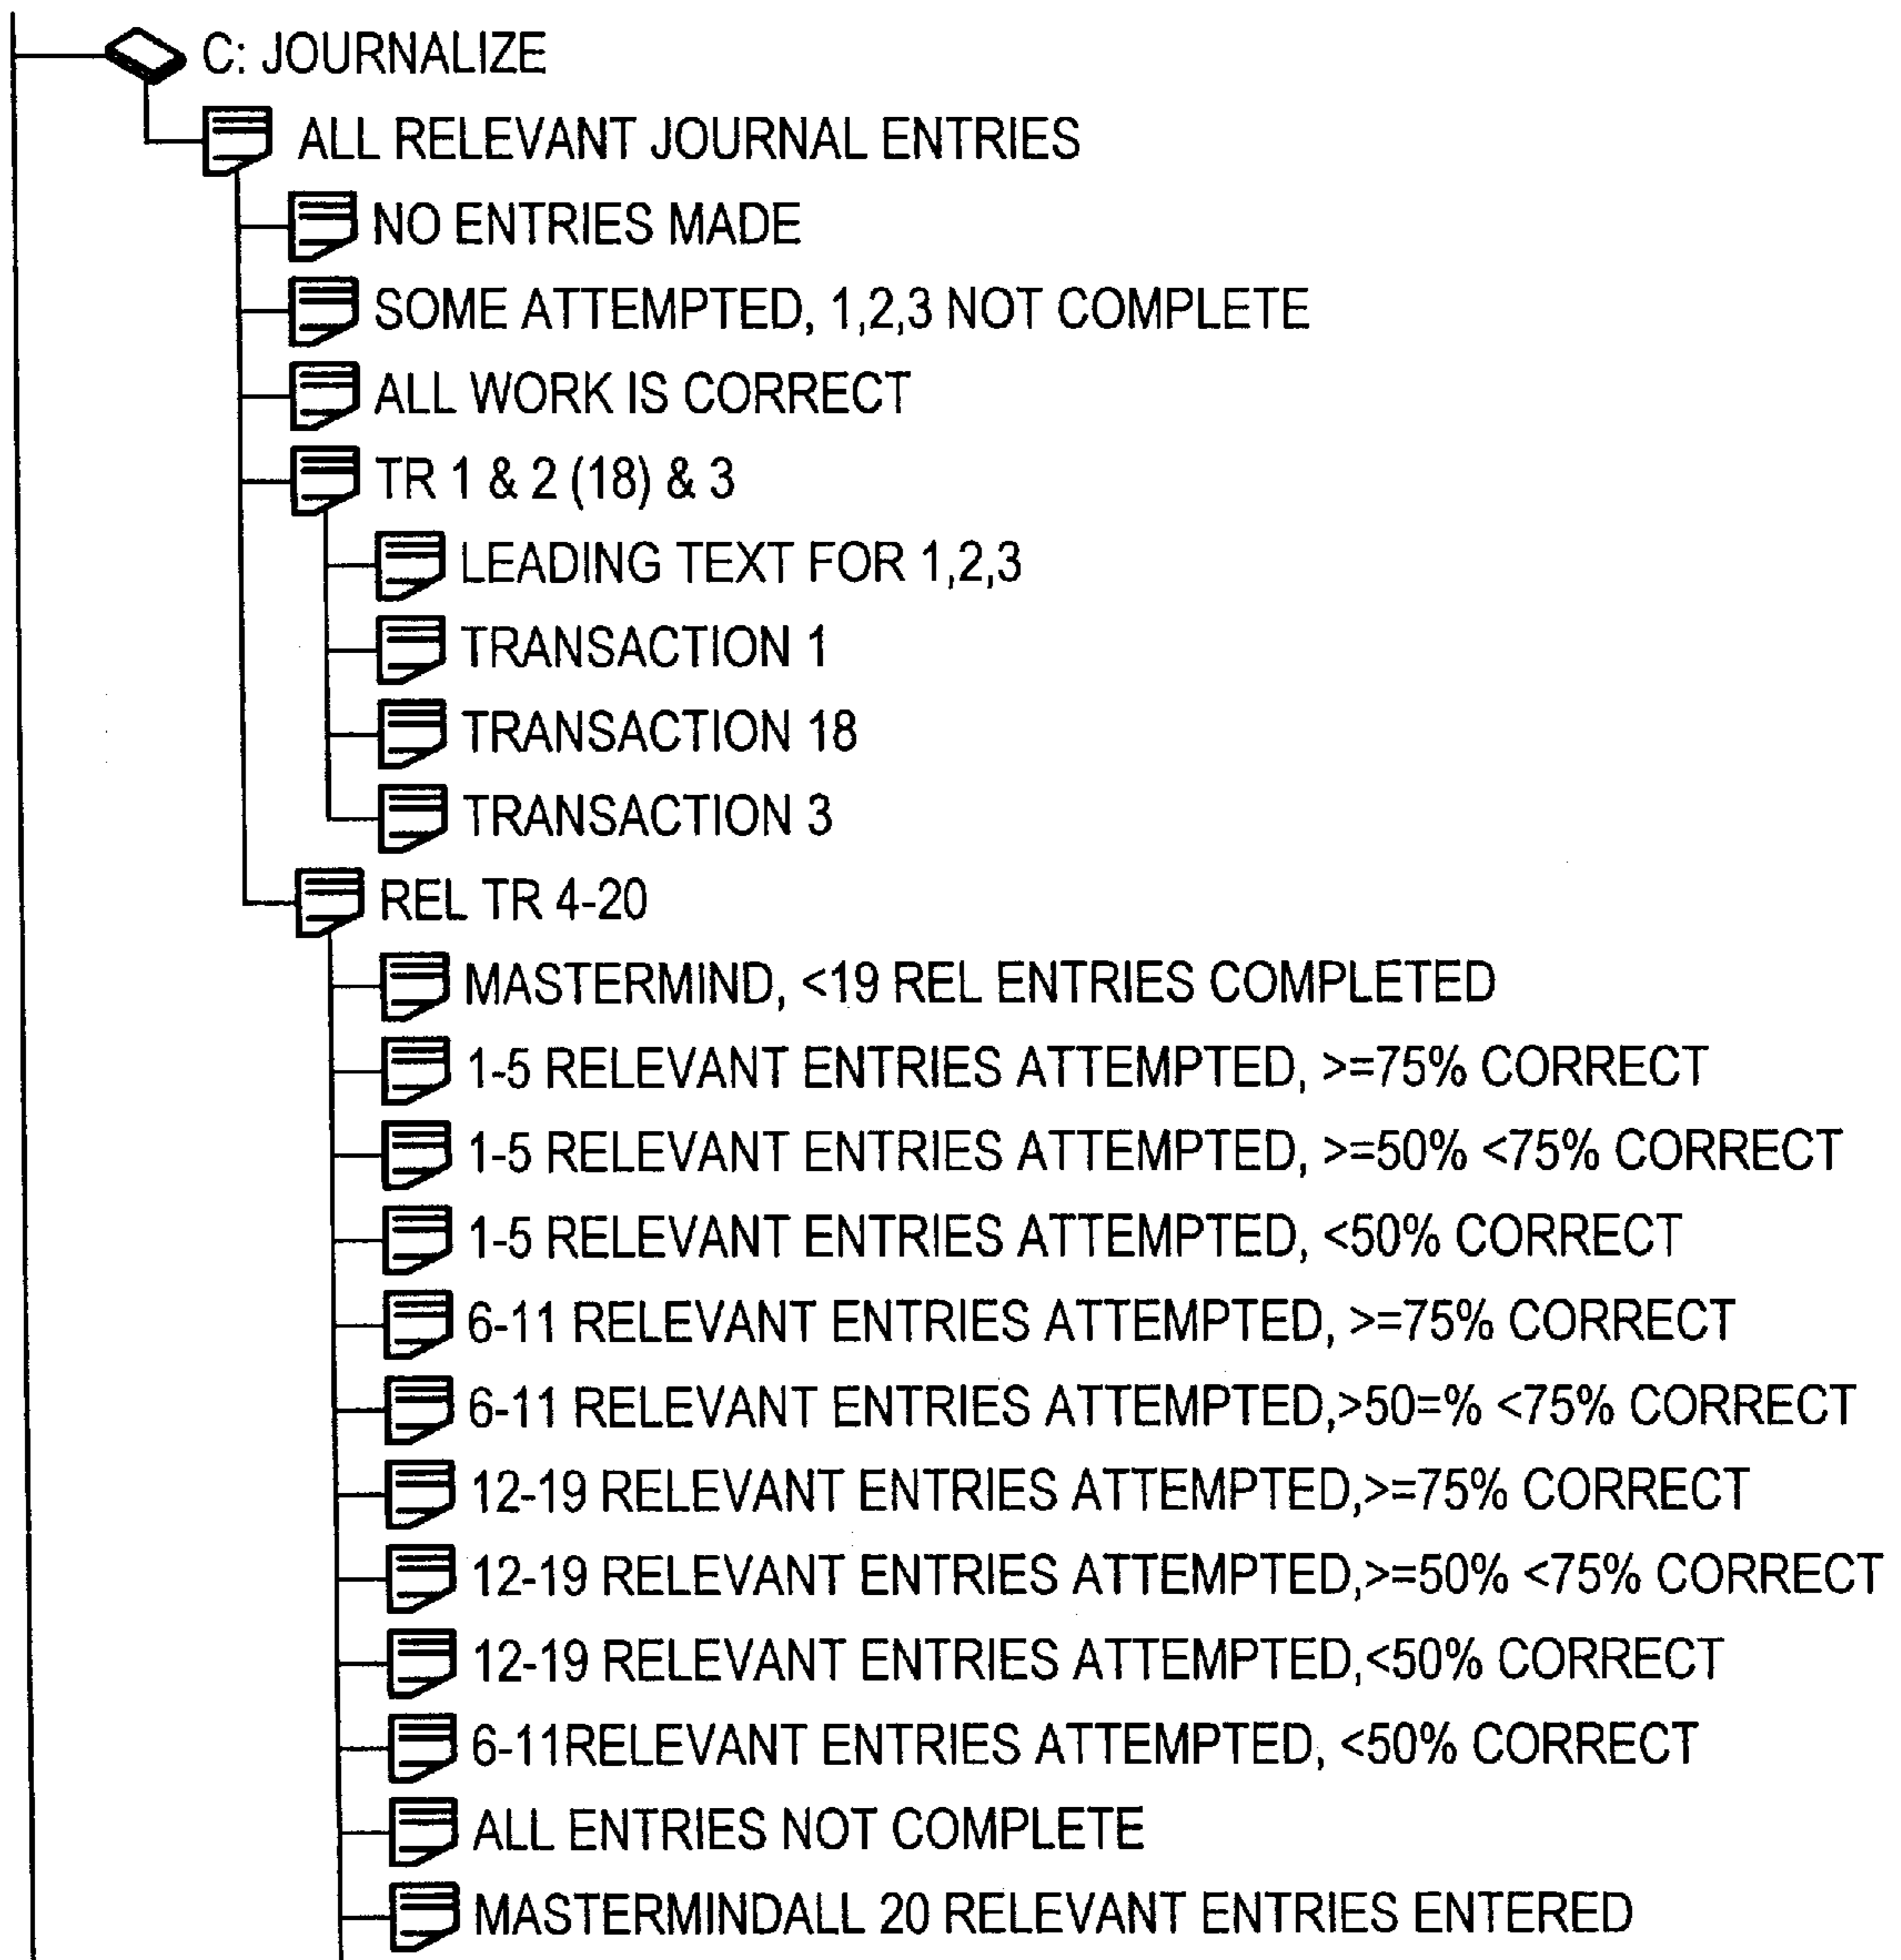 C: JOURNALIZE
ALL RELEVANT JOURNAL ENTRIES
NO ENTRIES MADE
SOME ATTEMPTED, 1,2,3 NOT COMPLETE
ALL WORK IS CORRECT
TR 1 & 2 (18) & 3
LEADING TEXT FOR 1,2,3
TRANSACTION 1
TRANSACTION 18
TRANSACTION 3
REL TR 4-20
MASTERMIND, <19 REL ENTRIES COMPLETED
1-5 RELEVANT ENTRIES ATTEMPTED, >=75% CORRECT
1-5 RELEVANT ENTRIES ATTEMPTED, >=50% <75% CORRECT
1-5 RELEVANT ENTRIES ATTEMPTED, <50% CORRECT
6-11 RELEVANT ENTRIES ATTEMPTED, >=75% CORRECT
6-11 RELEVANT ENTRIES ATTEMPTED,>50=% <75% CORRECT
12-19 RELEVANT ENTRIES ATTEMPTED,>=75% CORRECT
12-19 RELEVANT ENTRIES ATTEMPTED,>=50% <75% CORRECT
12-19 RELEVANT ENTRIES ATTEMPTED,<50% CORRECT
6-11RELEVANT ENTRIES ATTEMPTED, <50% CORRECT
ALL ENTRIES NOT COMPLETE
MASTERMINDALL 20 RELEVANT ENTRIES ENTERED